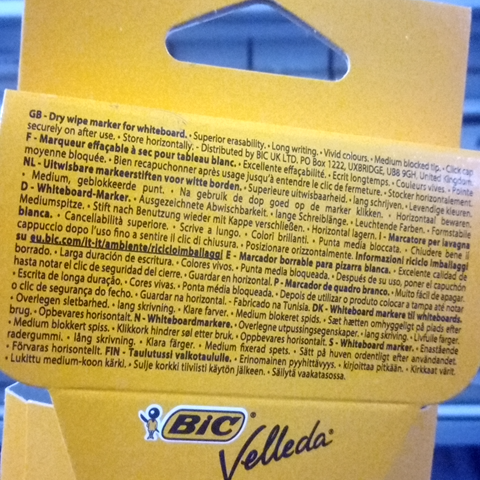 GB - Dry wipe marker for whiteboard. • Superior erasability. • Long writing. • Vivid colours. • Medium blocked tip. • Click cap
securely on after use. • Store horizontally. - Distributed by BIC UK LTD. PO Box 1222, UXBRIDGE, UB8 9GH, United Kingdom.
F - Marqueur effaçable à sec pour tableau blanc. • Excellente effaçabilité. • Ecrit longtemps. • Couleurs vives. • Pointe
moyenne bloquée. • Bien recapuchonner après usage jusqu'à entendre le clic de fermeture. • Stocker horizontalement.
NL - Uitwisbare markeerstiften voor witte borden. • Superieure uitwisbaarheid. • lang schrijven. • Levendige kleuren.
• Medium, geblokkeerde punt. • Na gebruik de dop goed op de marker klikken. • Horizontaal bewaren.
D - Whiteboard-Marker. • Ausgezeichnete Abwischbarkeit. • lange Schreiblänge. • Leuchtende Farben. • Formstabile
Mediumspitze. • Stift nach Benutzung wieder mit Kappe verschließen. • Horizontal lagern. I - Marcatore per lavagna
bianca. • Cancellabilità superiore. • Scrive a lungo. • Colori brillanti. • Punta media bloccata. • Chiudere bene il
cappuccio dopo l'uso fino a sentire il clic di chiusura. • Posizionare orizzontalmente. Informazioni riciclo imballaggi
su eu.bic.com/it-it/ambiente/ricicloimballaggi E - Marcador borrable para pizarra blanca. • Excelente calidad de
borrado. • Larga duración de escritura. • Colores vivos. • Punta media bloqueada. • Después de su uso, poner el capuchón
hasta notar el clic de seguridad del cierre. • Guardar en horizontal. P - Marcador de quadro branco. • Muito fácil de apagar.
• Escrita de longa duração. • Cores vivas. • Ponta média bloqueada. • Depois de utilizar o produto colocar a tampa até notar
o clic de segurança do fecho. • Guardar na horizontal. - Fabricado na Tunísia. DK - Whiteboard markere til whiteboards.
• Overlegen sletbarhed. • lang skrivning. • Klare farver. • Medium blokeret spids. • Sæt hætten omhyggeligt på plads efter
brug. • Opbevares horisontalt. N - Whiteboardmarkere. • Overlegne utpussingsegenskaper. • lang skriving. • Livfulle farger.
• Medium blokkert spiss. • Klikkork hindrer søl etter bruk. • Oppbevares horisontalt. S - Whiteboard marker. • Enastående
radergummi. • lång skrivning. • Klara färger. • Medium fixerad spets. • Sätt på huven ordentligt efter användandet.
• Förvaras horisontellt. FIN - Taulutussi valkotaululle. • Erinomainen pyyhittävyys. • kirjoittaa pitkään. • Kirkkaat värit.
• Lukittu medium-koon kärki. • Sulje korkki tiiviisti käytön jälkeen. • Säilytä vaakatasossa.
BIC®
Velleda®